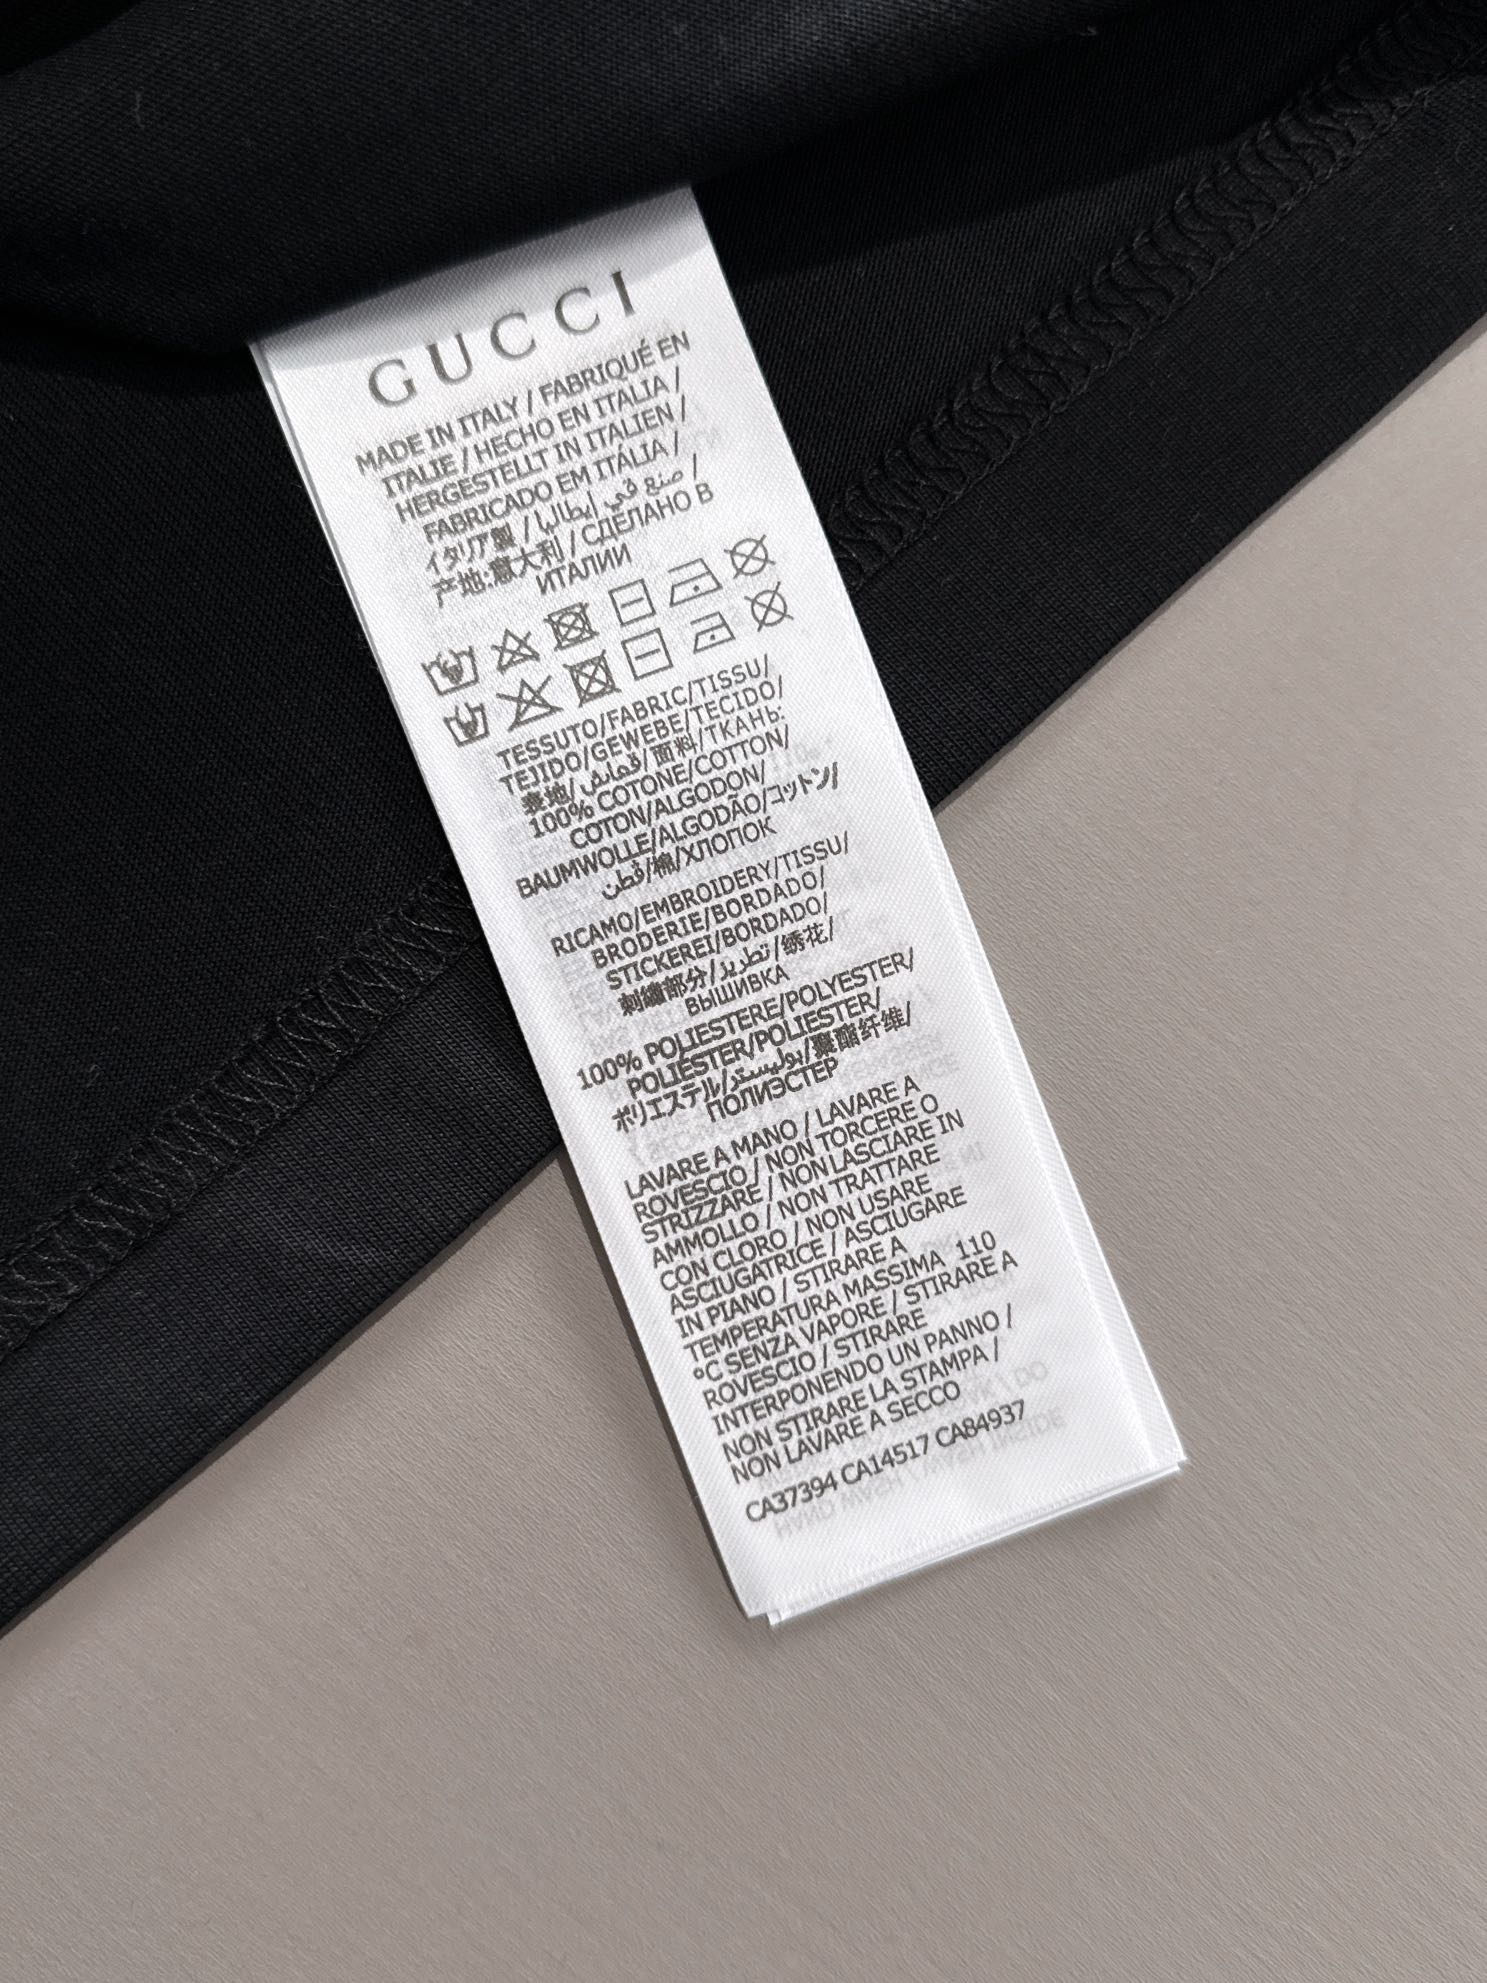 GUCCI
MADE IN ITALY / FABRIQUÉ EN
ITALIE / HECHO EN ITALIA /
HERGESTELLT IN ITALIEN /
FABRICADO EM ITÁLIA /
イタリア製 / صنع في إيطاليا /
产地:意大利 / СДЕЛАНО В
ИТАЛИИ
TESSUTO/FABRIC/TISSU/
TEJIDO/GEWEBE/TECIDO/
表地/قماش/面料/ТКАНЬ:
100% COTONE/COTTON/
COTON/ALGODON/
BAUMWOLLE/ALGODÃO/コットン/
قطن/棉/ХЛОПОК
RICAMO/EMBROIDERY/TISSU/
BRODERIE/BORDADO/
STICKEREI/BORDADO/
刺繍部分/تطريز/绣花/
ВЫШИВКА
100% POLIESTERE/POLYESTER/
POLIÉSTER/POLIESTER/
ポリエステル/بوليستر/聚酯纤维/
ПОЛИЭСТЕР
LAVARE A MANO / LAVARE A
ROVESCIO / NON TORCERE O
STRIZZARE / NON LASCIARE IN
AMMOLLO / NON TRATTARE
CON CLORO / NON USARE
ASCIUGATRICE / ASCIUGARE
IN PIANO / STIRARE A
TEMPERATURA MASSIMA 110
°C SENZA VAPORE / STIRARE A
ROVESCIO / STIRARE
INTERPONENDO UN PANNO /
NON STIRARE LA STAMPA /
NON LAVARE A SECCO
CA37394 CA14517 CA84937